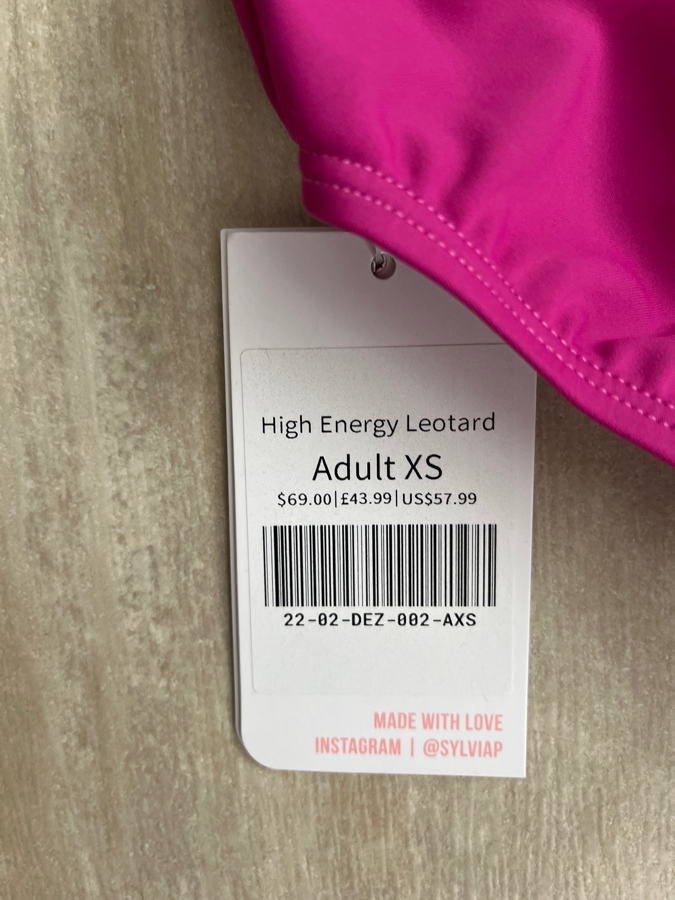 High Energy Leotard
Adult XS
$69.00|£43.99|US$57.99
22-02-DEZ-002-AXS
MADE WITH LOVE
INSTAGRAM | @SYLVIAP